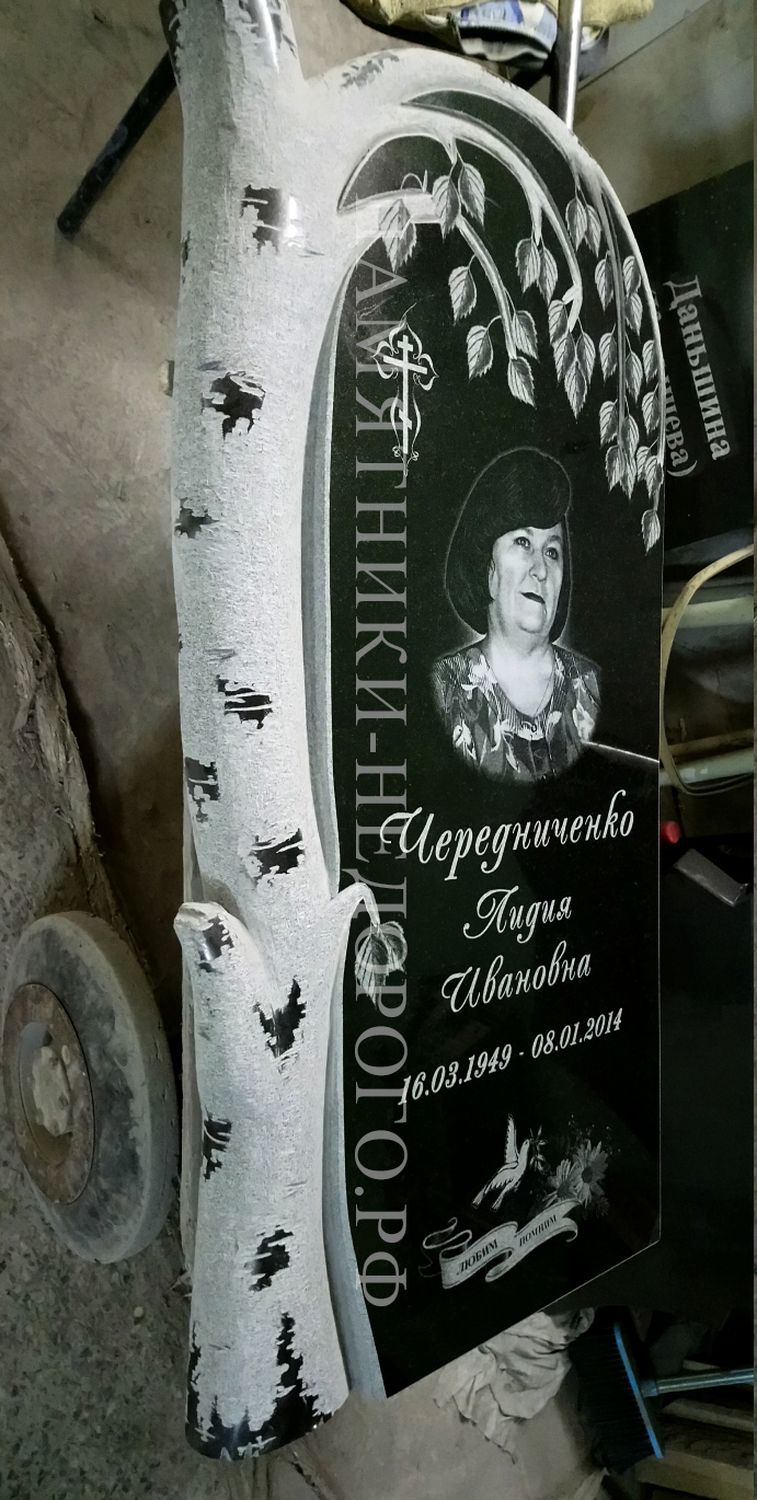 Чередниченко
Лидия
Ивановна
16.03.1949 - 08.01.2014
ЛЮБИМ ПОМНИМ
ПАМЯТНИКИ-НЕДОРОГО.РФ
Даньшина